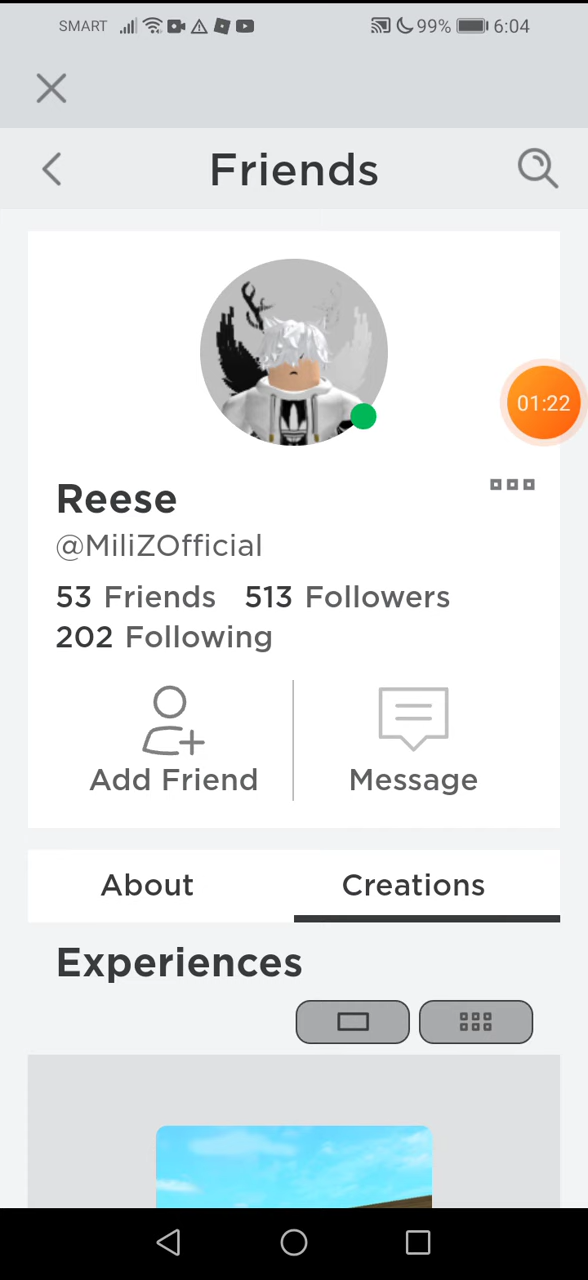 SMART 99% 6:04
Friends
01:22
Reese
@MiliZOfficial
53 Friends 513 Followers
202 Following
Add Friend Message
About Creations
Experiences